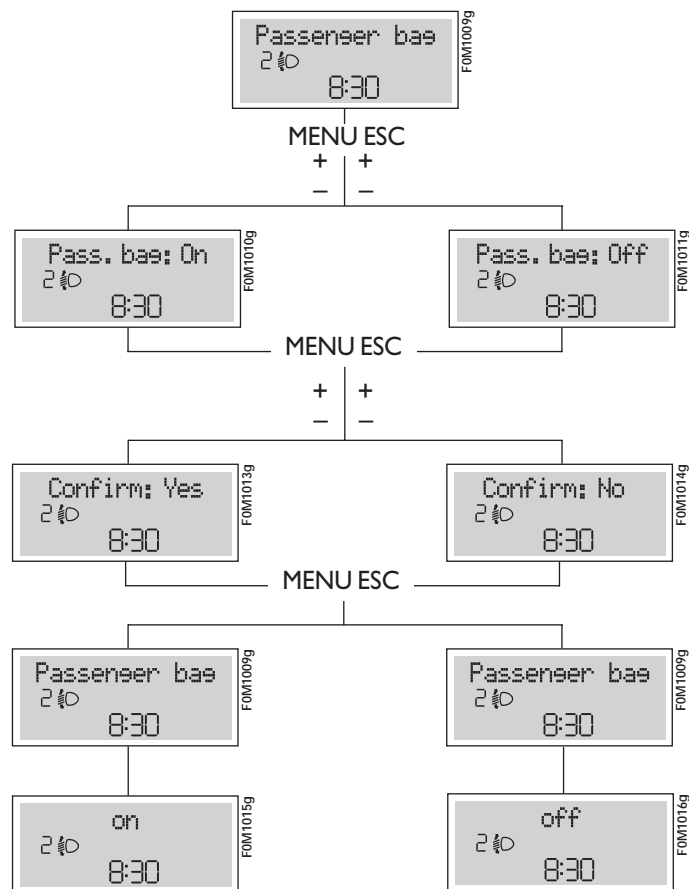 Passenger bag
2
8:30
F0M1009g
MENU ESC
+ +
– –
Pass. bag: On
2
8:30
F0M1010g
Pass. bag: Off
2
8:30
F0M1011g
MENU ESC
+ +
– –
Confirm: Yes
2
8:30
F0M1013g
Confirm: No
2
8:30
F0M1014g
MENU ESC
Passenger bag
2
8:30
F0M1009g
Passenger bag
2
8:30
F0M1009g
on
2
8:30
F0M1015g
off
2
8:30
F0M1016g